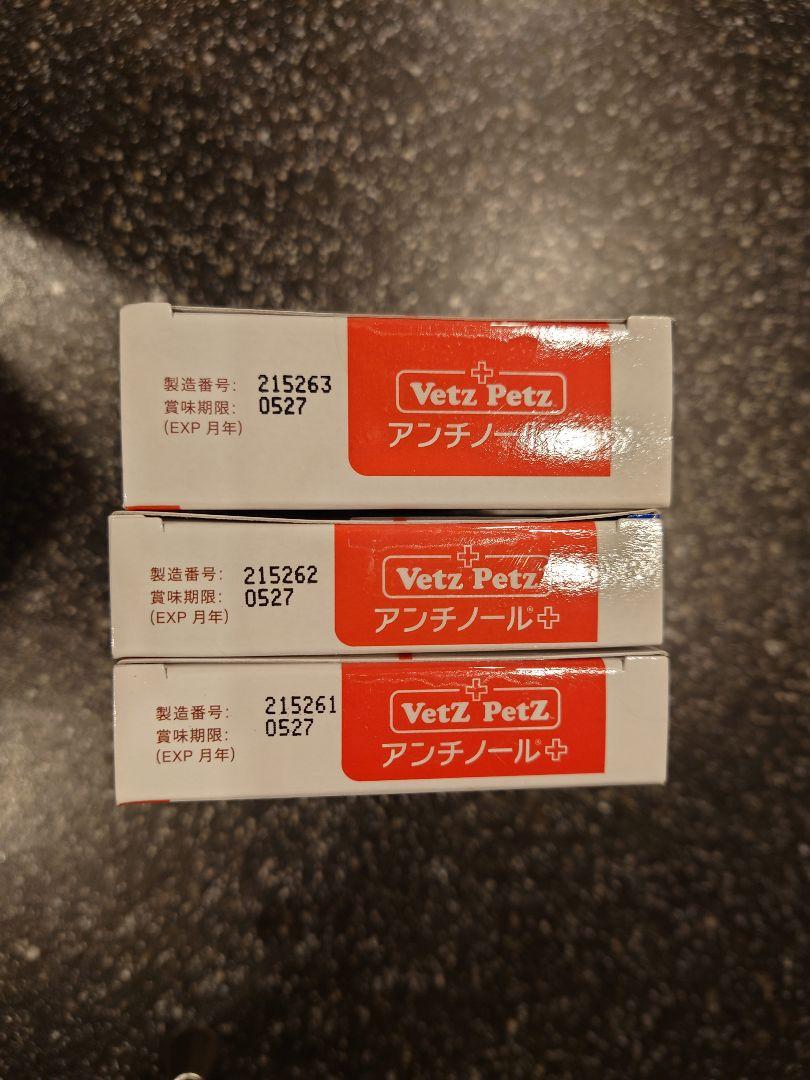 製造番号: 215263
賞味期限: 0527
(EXP 月年)
Vetz Petz
アンチノール
製造番号: 215262
賞味期限: 0527
(EXP 月年)
Vetz Petz
アンチノール®+
製造番号: 215261
賞味期限: 0527
(EXP 月年)
VetZ PetZ™
アンチノール®+